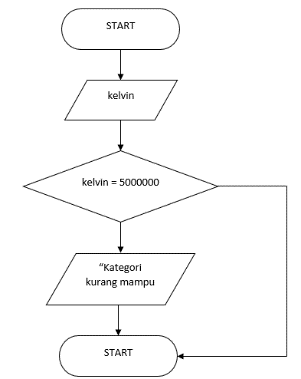 START
kelvin
kelvin = 5000000
“Kategori
kurang mampu
START